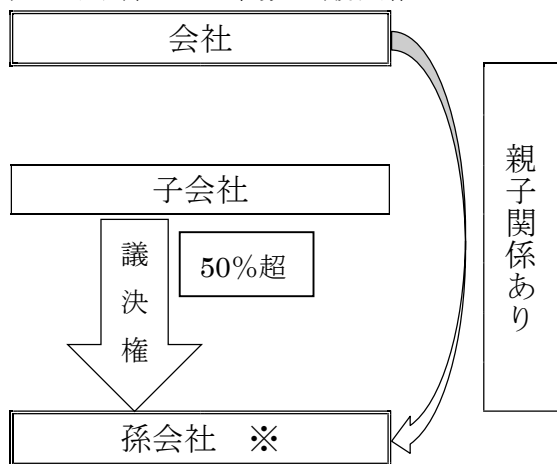 会社
子会社
議決権
50%超
親子関係あり
孫会社 ※